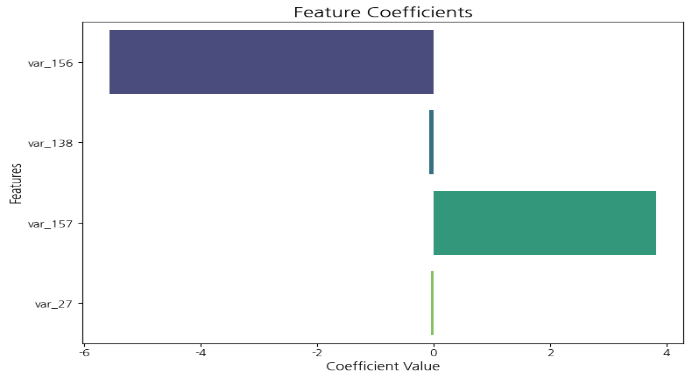 Feature Coefficients
var_156
var_138
var_157
var_27
Features
-6 -4 -2 0 2 4
Coefficient Value